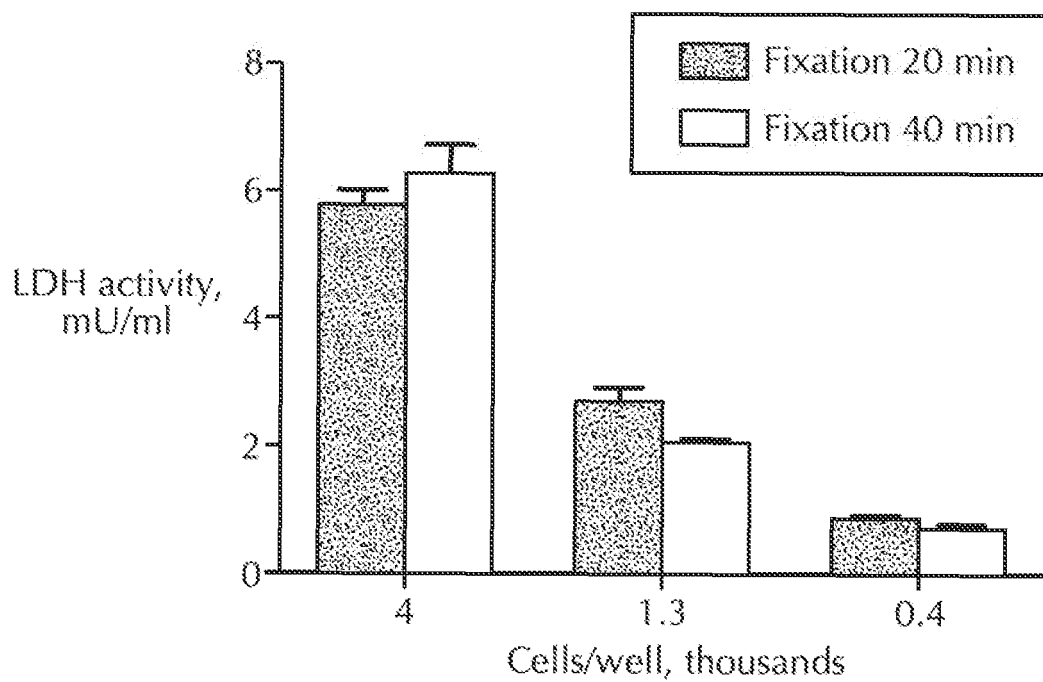 Fixation 20 min
Fixation 40 min
8
6
4
2
0
LDH activity,
mU/ml
4 1.3 0.4
Cells/well, thousands